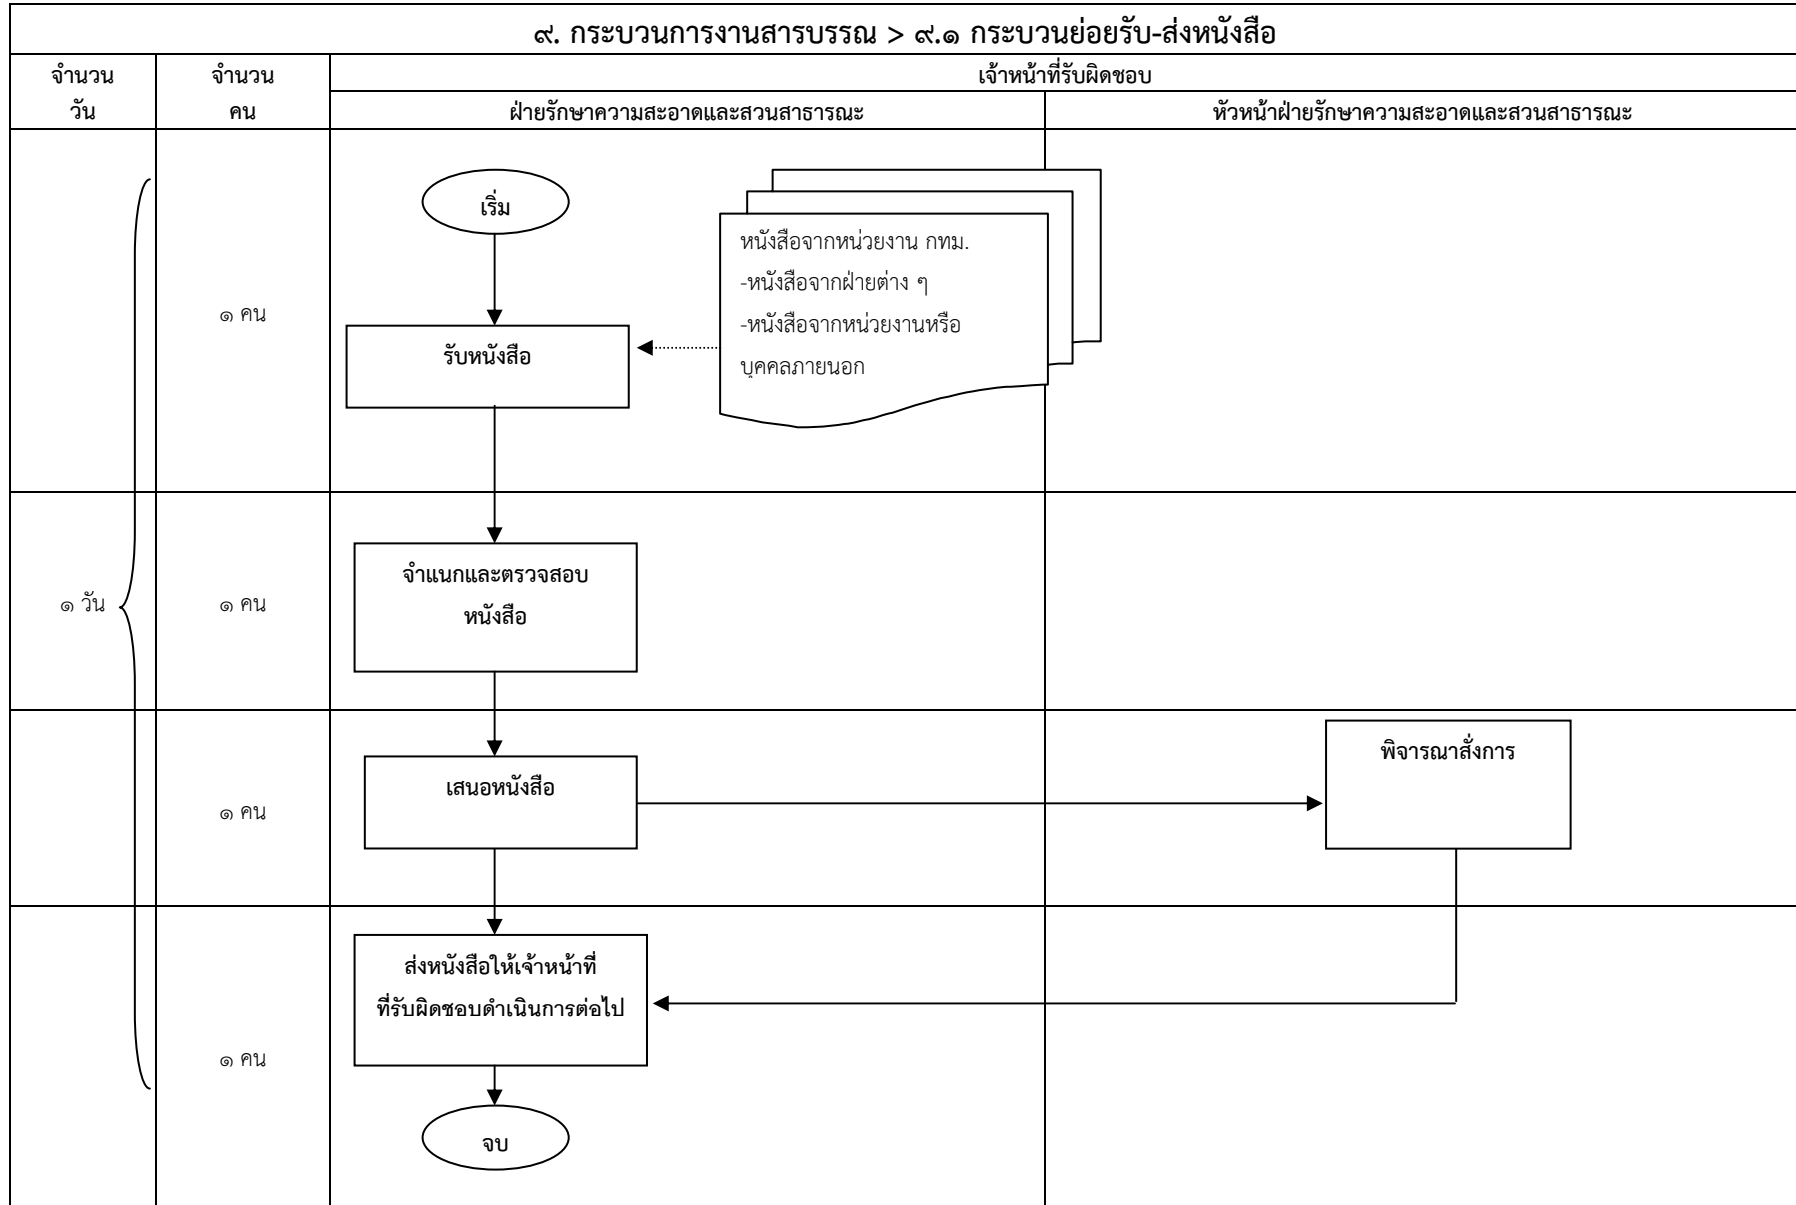 ๙. กระบวนการงานสารบรรณ > ๙.๑ กระบวนย่อยรับ-ส่งหนังสือ
จำนวน
วัน
จำนวน
คน
เจ้าหน้าที่รับผิดชอบ
ฝ่ายรักษาความสะอาดและสวนสาธารณะ
หัวหน้าฝ่ายรักษาความสะอาดและสวนสาธารณะ
เริ่ม
หนังสือจากหน่วยงาน กทม.
-หนังสือจากฝ่ายต่าง ๆ
-หนังสือจากหน่วยงานหรือ
บุคคลภายนอก
๑ คน
รับหนังสือ
๑ วัน
๑ คน
จำแนกและตรวจสอบ
หนังสือ
๑ คน
เสนอหนังสือ
พิจารณาสั่งการ
๑ คน
ส่งหนังสือให้เจ้าหน้าที่
ที่รับผิดชอบดำเนินการต่อไป
จบ